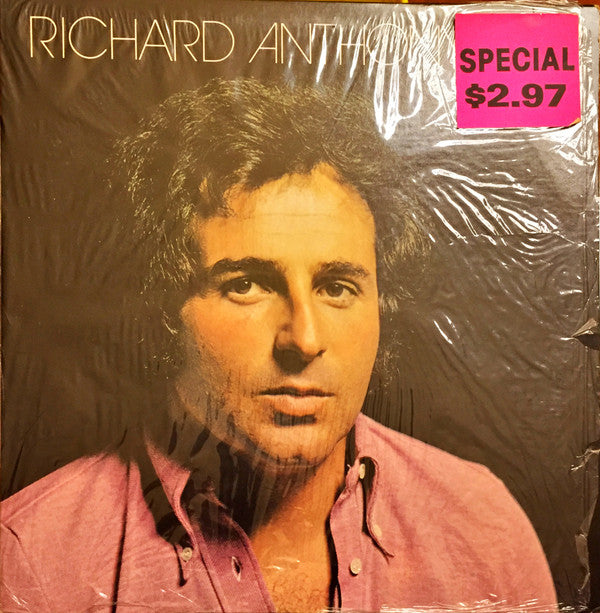 RICHARD ANTHO
SPECIAL
$2.97